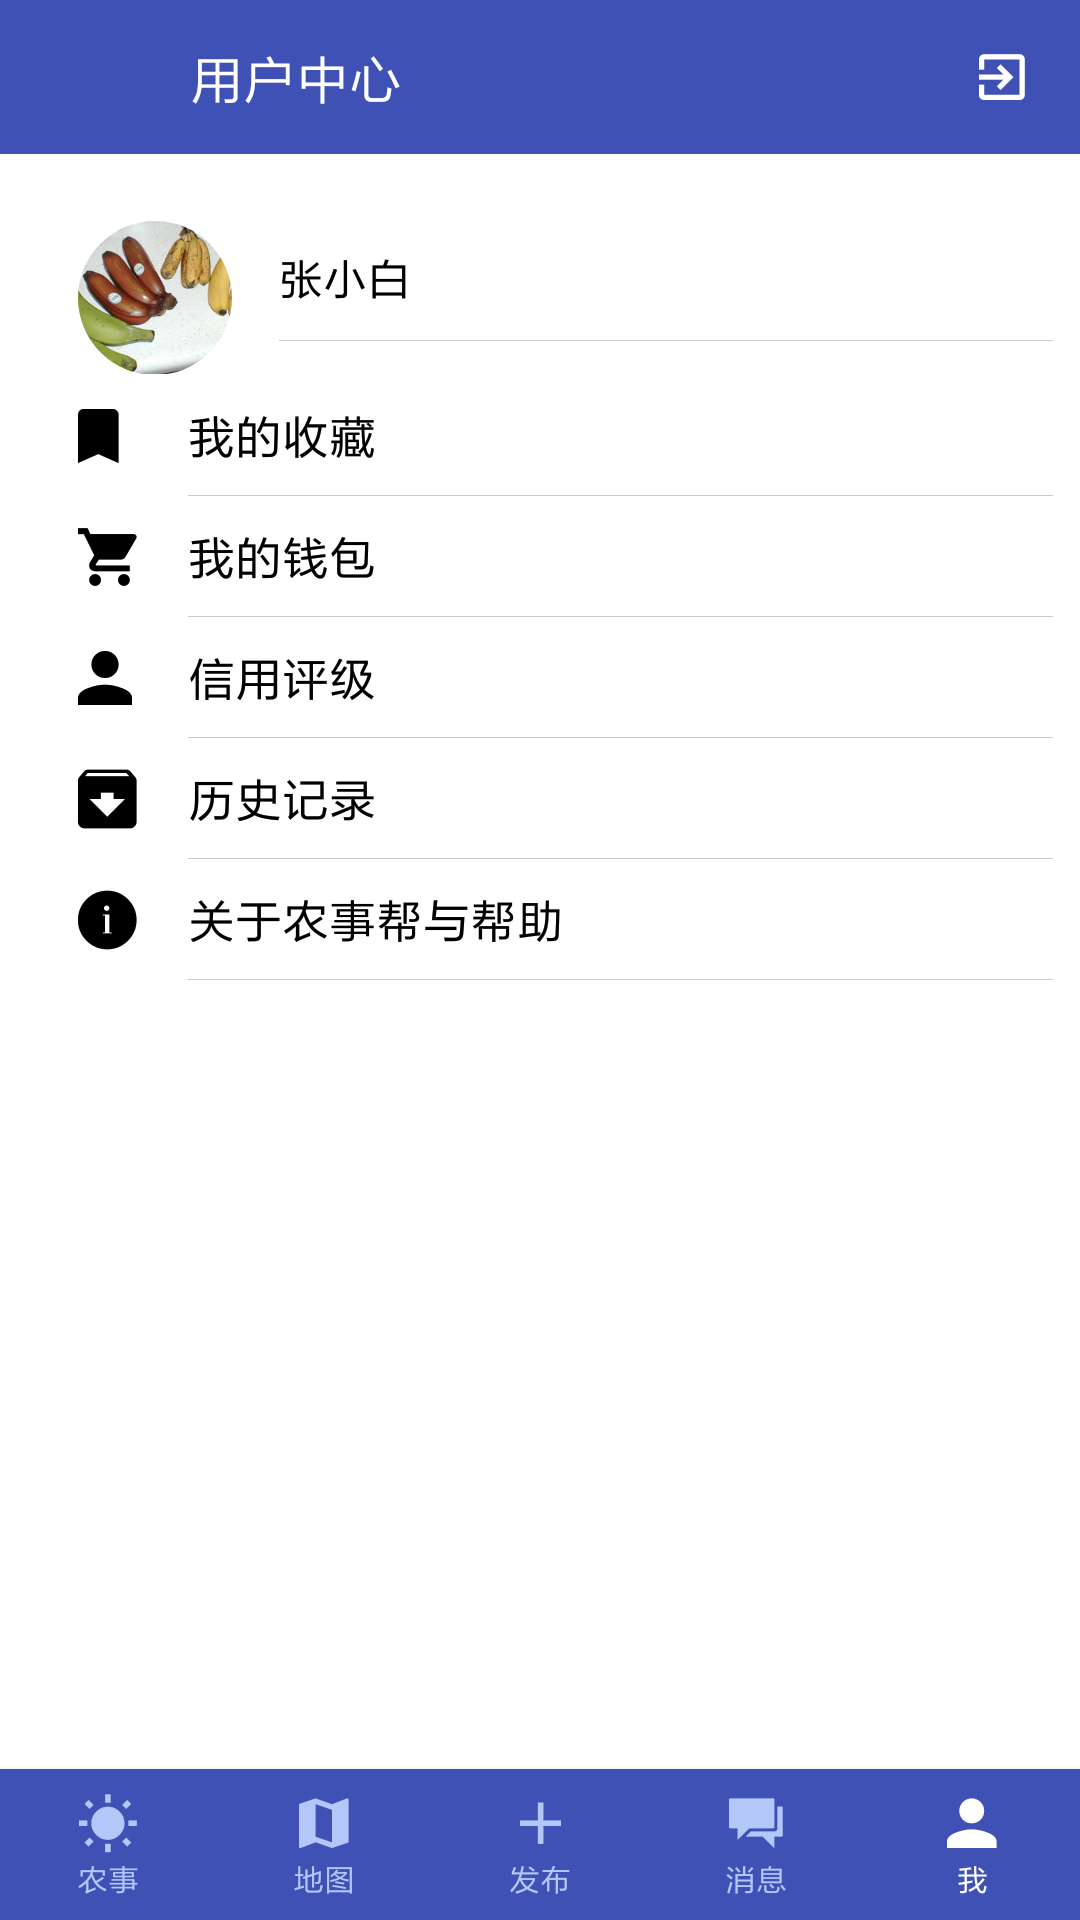 用户中心
张小白
我的收藏
我的钱包
信用评级
历史记录
关于农事帮与帮助
农事 地图 发布 消息 我